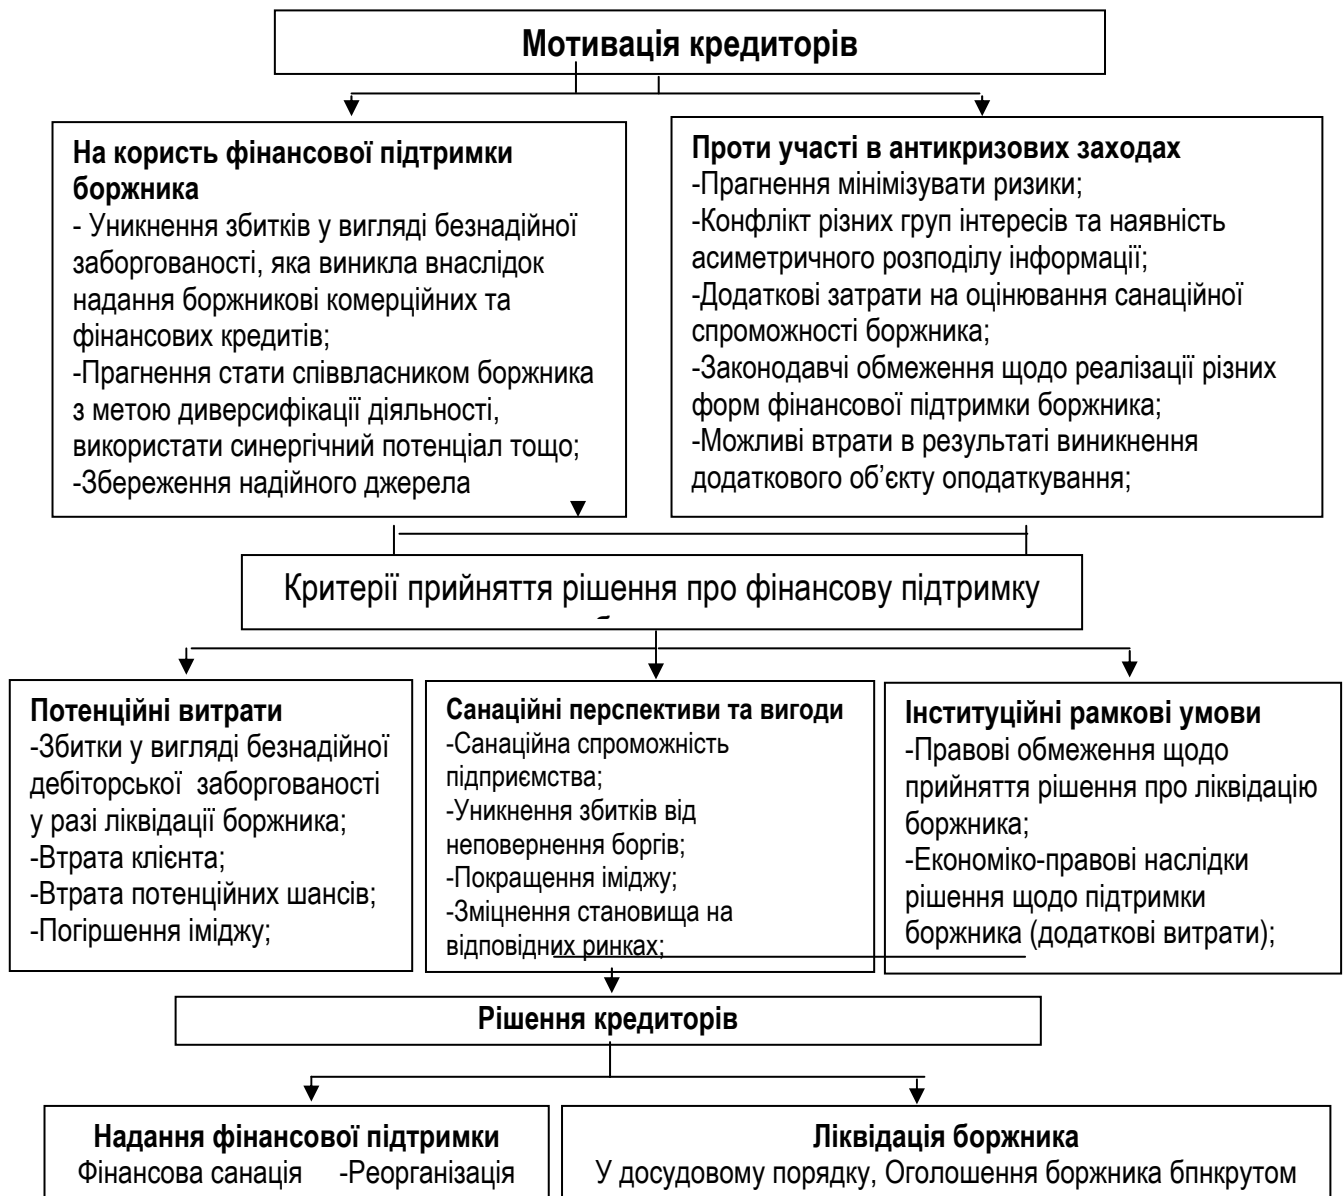 Мотивація кредиторів
На користь фінансової підтримки
боржника
- Уникнення збитків у вигляді безнадійної
заборгованості, яка виникла внаслідок
надання боржникові комерційних та
фінансових кредитів;
-Прагнення стати співвласником боржника
з метою диверсифікації діяльності,
використати синергічний потенціал тощо;
-Збереження надійного джерела
Проти участі в антикризових заходах
-Прагнення мінімізувати ризики;
-Конфлікт різних груп інтересів та наявність
асиметричного розподілу інформації;
-Додаткові затрати на оцінювання санаційної
спроможності боржника;
-Законодавчі обмеження щодо реалізації різних
форм фінансової підтримки боржника;
-Можливі втрати в результаті виникнення
додаткового об’єкту оподаткування;
Критерії прийняття рішення про фінансову підтримку
Потенційні витрати
-Збитки у вигляді безнадійної
дебіторської заборгованості
у разі ліквідації боржника;
-Втрата клієнта;
-Втрата потенційних шансів;
-Погіршення іміджу;
Санаційні перспективи та вигоди
-Санаційна спроможність
підприємства;
-Уникнення збитків від
неповернення боргів;
-Покращення іміджу;
-Зміцнення становища на
відповідних ринках;
Інституційні рамкові умови
-Правові обмеження щодо
прийняття рішення про ліквідацію
боржника;
-Економіко-правові наслідки
рішення щодо підтримки
боржника (додаткові витрати);
Рішення кредиторів
Надання фінансової підтримки
Фінансова санація -Реорганізація
Ліквідація боржника
У досудовому порядку, Оголошення боржника бпнкрутом